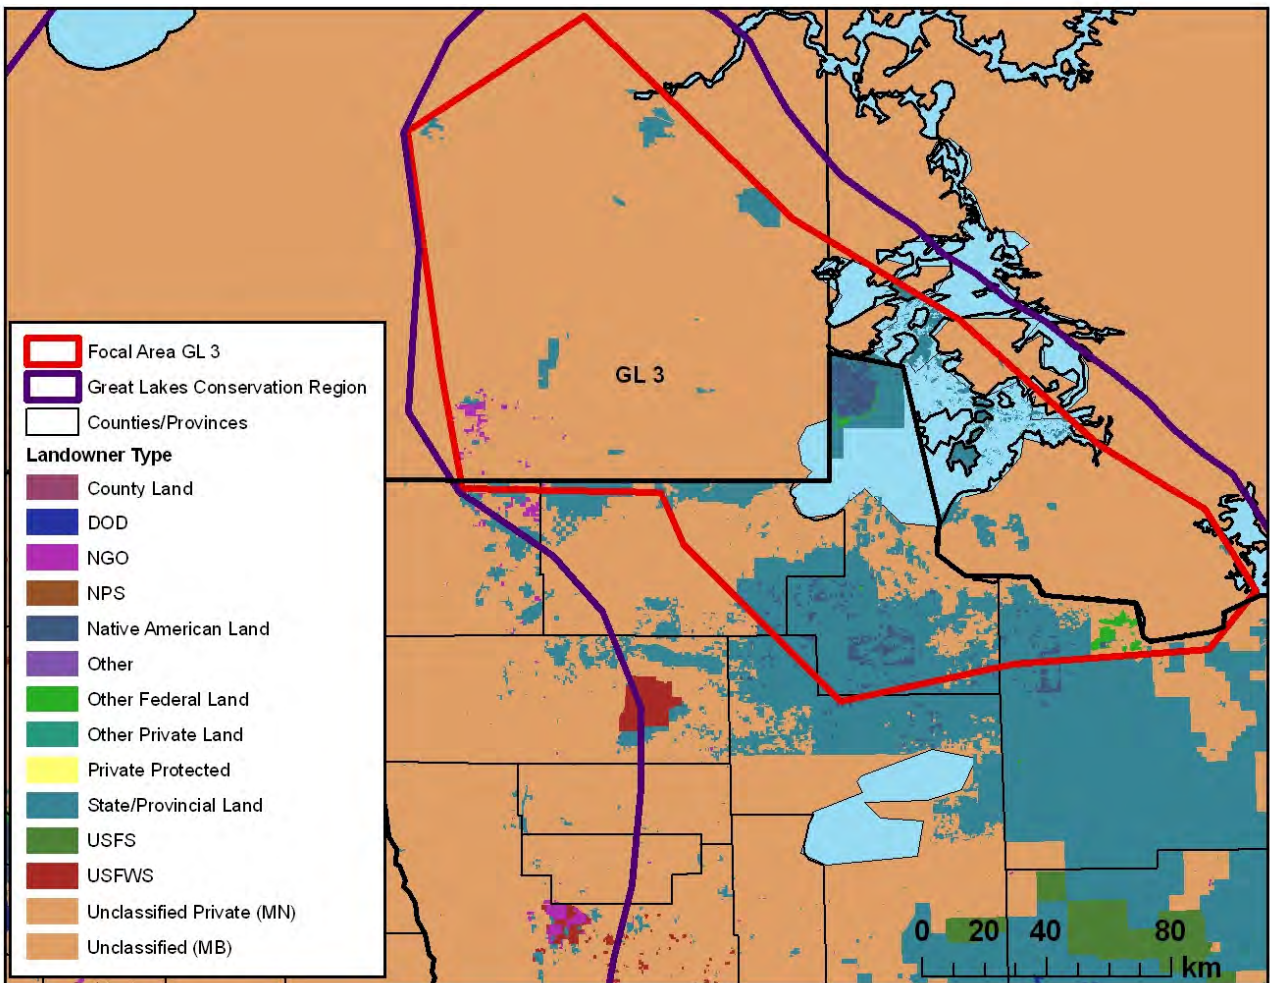 GL 3
Focal Area GL 3
Great Lakes Conservation Region
Counties/Provinces
Landowner Type
County Land
DOD
NGO
NPS
Native American Land
Other
Other Federal Land
Other Private Land
Private Protected
State/Provincial Land
USFS
USFWS
Unclassified Private (MN)
Unclassified (MB)
0 20 40 80
km